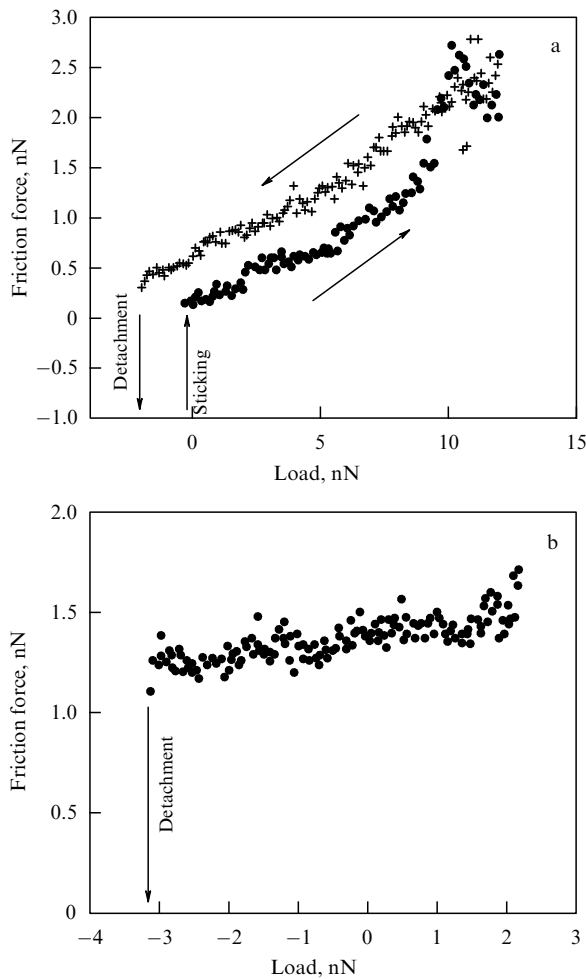 3.0
a
2.5
2.0
1.5
1.0
0.5
0
−0.5
−1.0
Friction force, nN
Detachment
Sticking
0 5 10 15
Load, nN
2.0
b
1.5
1.0
0.5
0
Friction force, nN
Detachment
−4 −3 −2 −1 0 1 2 3
Load, nN